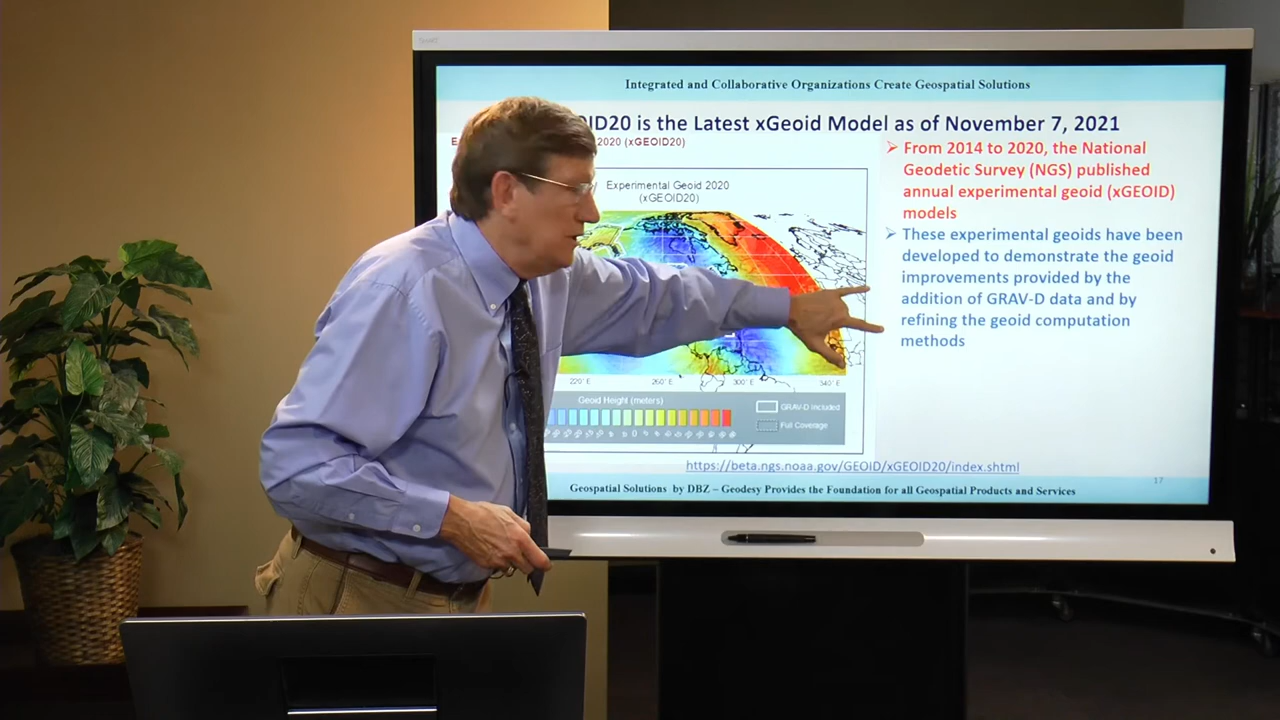 SMART
Integrated and Collaborative Organizations Create Geospatial Solutions
OID20 is the Latest xGeoid Model as of November 7, 2021
E
2020 (xGEOID20)
Experimental Geoid 2020
(xGEOID20)
220° E 260° E 300° E 340° E
Geoid Height (meters)
0
GRAV-D Included
Full Coverage
➢ From 2014 to 2020, the National
Geodetic Survey (NGS) published
annual experimental geoid (xGEOID)
models
➢ These experimental geoids have been
developed to demonstrate the geoid
improvements provided by the
addition of GRAV-D data and by
refining the geoid computation
methods
https://beta.ngs.noaa.gov/GEOID/xGEOID20/index.shtml
17
Geospatial Solutions by DBZ – Geodesy Provides the Foundation for all Geospatial Products and Services